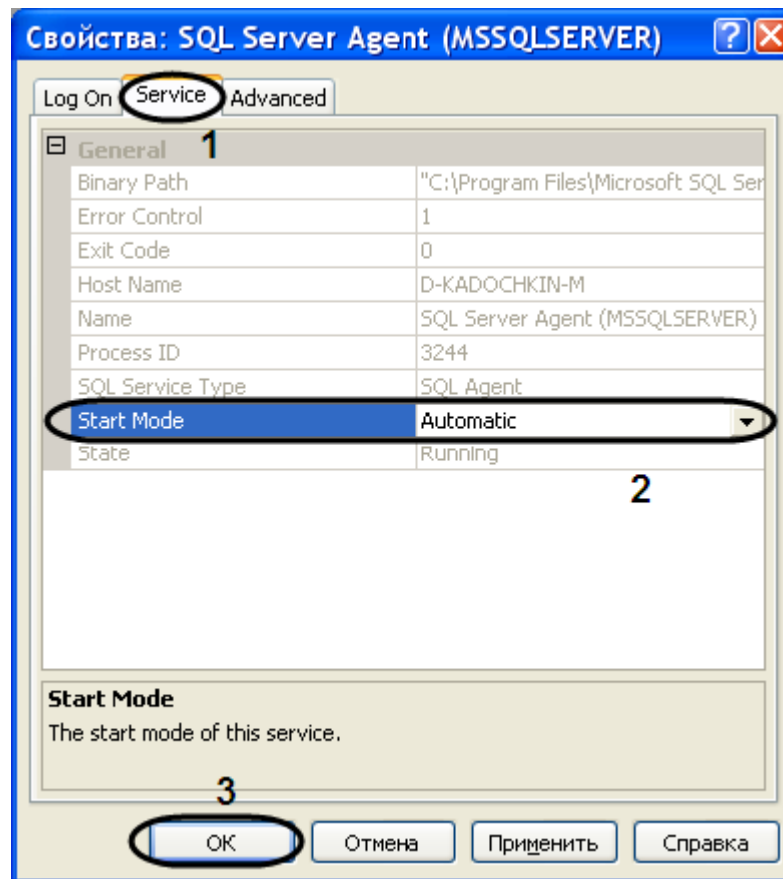 Свойства: SQL Server Agent (MSSQLSERVER)
Log On Service Advanced
1
General
Binary Path "C:\Program Files\Microsoft SQL Ser
Error Control 1
Exit Code 0
Host Name D-KADOCHKIN-M
Name SQL Server Agent (MSSQLSERVER)
Process ID 3244
SQL Service Type SQL Agent
Start Mode Automatic
State Running
2
Start Mode
The start mode of this service.
3
OK Отмена Применить Справка